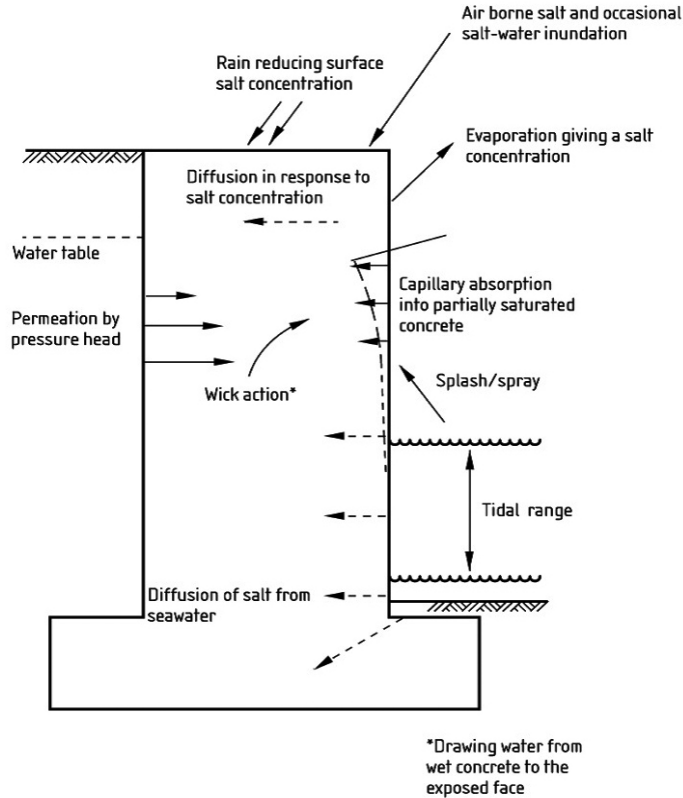 Air borne salt and occasional
salt-water inundation
Rain reducing surface
salt concentration
Evaporation giving a salt
concentration
Diffusion in response to
salt concentration
Water table
Capillary absorption
into partially saturated
concrete
Permeation by
pressure head
Splash/spray
Wick action*
Tidal range
Diffusion of salt from
seawater
*Drawing water from
wet concrete to the
exposed face